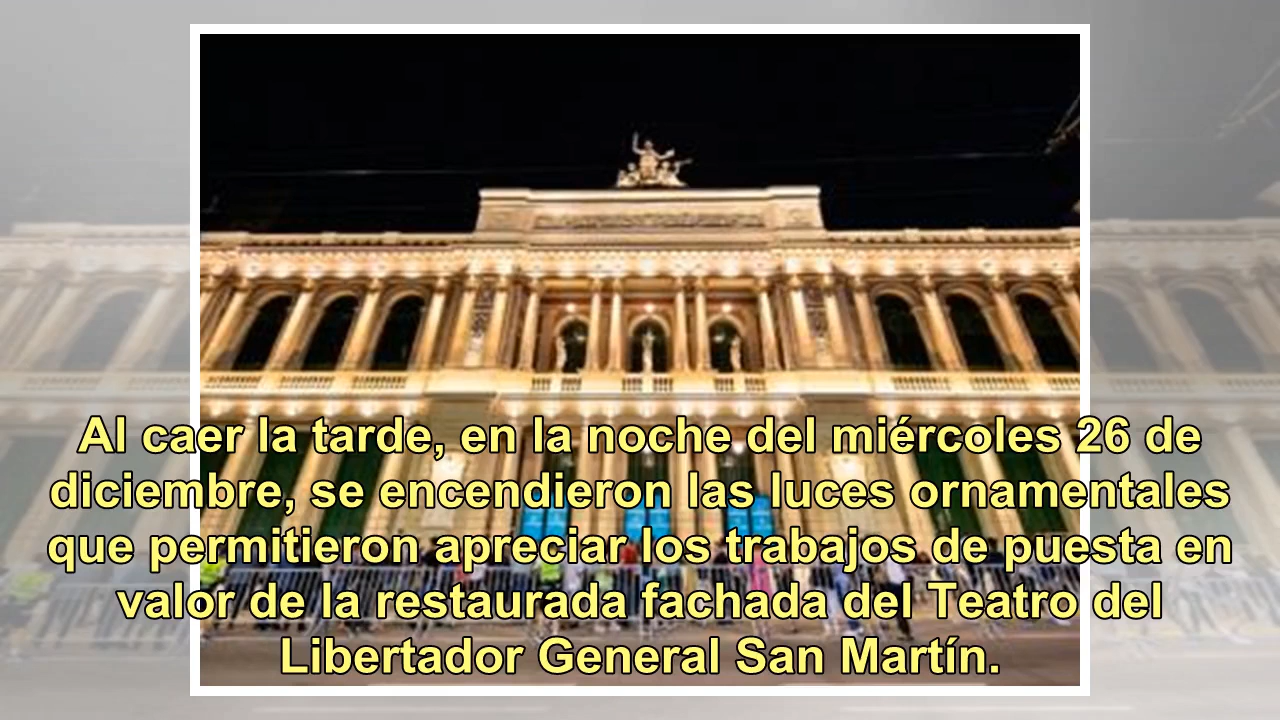 Al caer la tarde, en la noche del miércoles 26 de
diciembre, se encendieron las luces ornamentales
que permitieron apreciar los trabajos de puesta en
valor de la restaurada fachada del Teatro del
Libertador General San Martín.